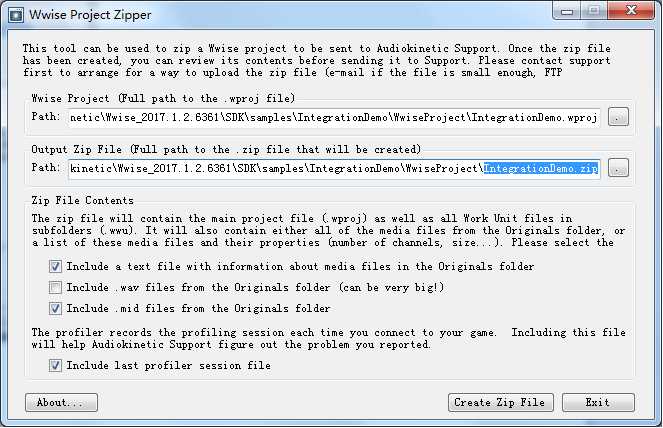 Wwise Project Zipper
This tool can be used to zip a Wwise project to be sent to Audiokinetic Support. Once the zip file
has been created, you can review its contents before sending it to Support. Please contact support
first to arrange for a way to upload the zip file (e-mail if the file is small enough, FTP
Wwise Project (Full path to the .wproj file)
Path: netic\Wwise_2017.1.2.6361\SDK\samples\IntegrationDemo\WwiseProject\IntegrationDemo.wproj .
Output Zip File (Full path to the .zip file that will be created)
Path: kinetic\Wwise_2017.1.2.6361\SDK\samples\IntegrationDemo\WwiseProject\IntegrationDemo.zip .
Zip File Contents
The zip file will contain the main project file (.wproj) as well as all Work Unit files in
subfolders (.wwu). It will also contain either all of the media files from the Originals folder, or
a list of these media files and their properties (number of channels, size...). Please select the
Include a text file with information about media files in the Originals folder
Include .wav files from the Originals folder (can be very big!)
Include .mid files from the Originals folder
The profiler records the profiling session each time you connect to your game. Including this file
will help Audiokinetic Support figure out the problem you reported.
Include last profiler session file
About... Create Zip File Exit